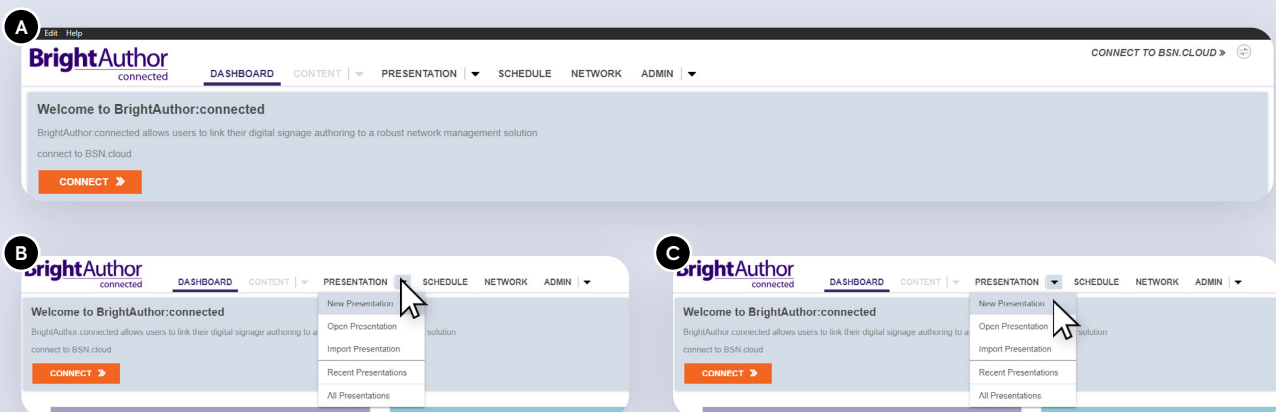 A
Edit Help
BrightAuthor
connected
DASHBOARD CONTENT PRESENTATION SCHEDULE NETWORK ADMIN
CONNECT TO BSN.CLOUD »
Welcome to BrightAuthor:connected
BrightAuthor:connected allows users to link their digital signage authoring to a robust network management solution
connect to BSN.cloud
CONNECT »
B
BrightAuthor
connected
DASHBOARD CONTENT PRESENTATION SCHEDULE NETWORK ADMIN
New Presentation
Open Presentation
Import Presentation
Recent Presentations
All Presentations
Welcome to BrightAuthor:connected
BrightAuthor:connected allows users to link their digital signage authoring to a solution
connect to BSN.cloud
CONNECT »
C
BrightAuthor
connected
DASHBOARD CONTENT PRESENTATION SCHEDULE NETWORK ADMIN
New Presentation
Open Presentation
Import Presentation
Recent Presentations
All Presentations
Welcome to BrightAuthor:connected
BrightAuthor:connected allows users to link their digital signage authoring to a solution
connect to BSN.cloud
CONNECT »